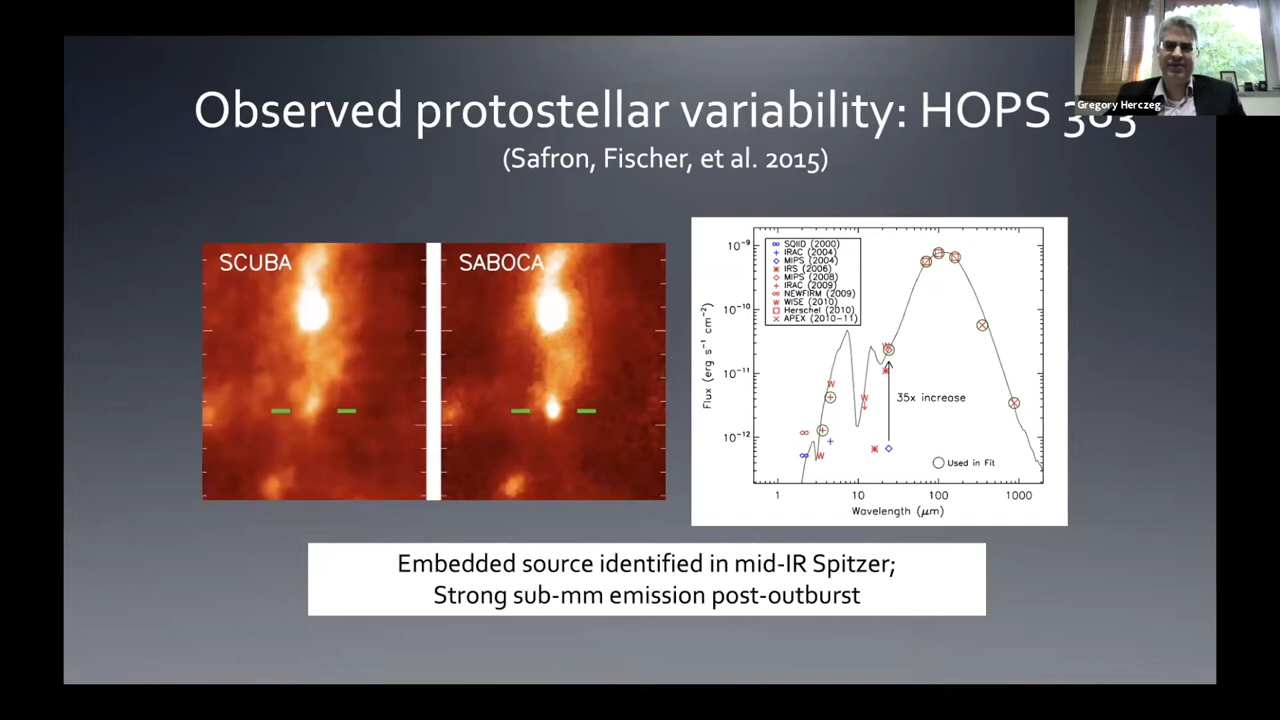 Observed protostellar variability: HOPS 383
(Safron, Fischer, et al. 2015)
Gregory Herczeg
SCUBA
SABOCA
10⁻⁹
10⁻¹⁰
10⁻¹¹
10⁻¹²
Flux (erg s⁻¹ cm⁻²)
SQIID (2000)
IRAC (2004)
MIPS (2004)
IRS (2006)
MIPS (2008)
IRAC (2009)
NEWFIRM (2009)
W WISE (2010)
Herschel (2010)
APEX (2010-11)
W
W
W
W
35x increase
Used in Fit
1 10 100 1000
Wavelength (μm)
Embedded source identified in mid-IR Spitzer;
Strong sub-mm emission post-outburst